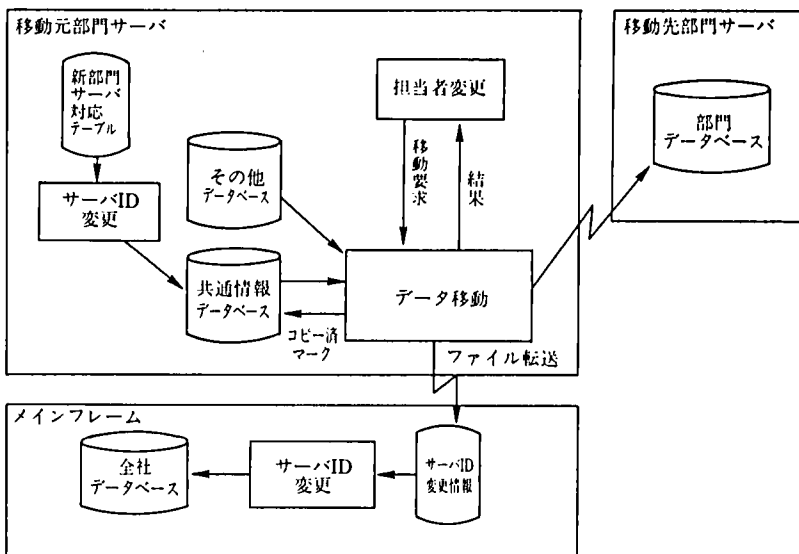 移動元部門サーバ
新部門
サーバ
対応
テーブル
サーバID
変更
その他
データベース
共通情報
データベース
担当者変更
移動要求
結果
データ移動
コピー済
マーク
ファイル転送
移動先部門サーバ
部門
データベース
メインフレーム
全社
データベース
サーバID
変更
サーバID
変更情報